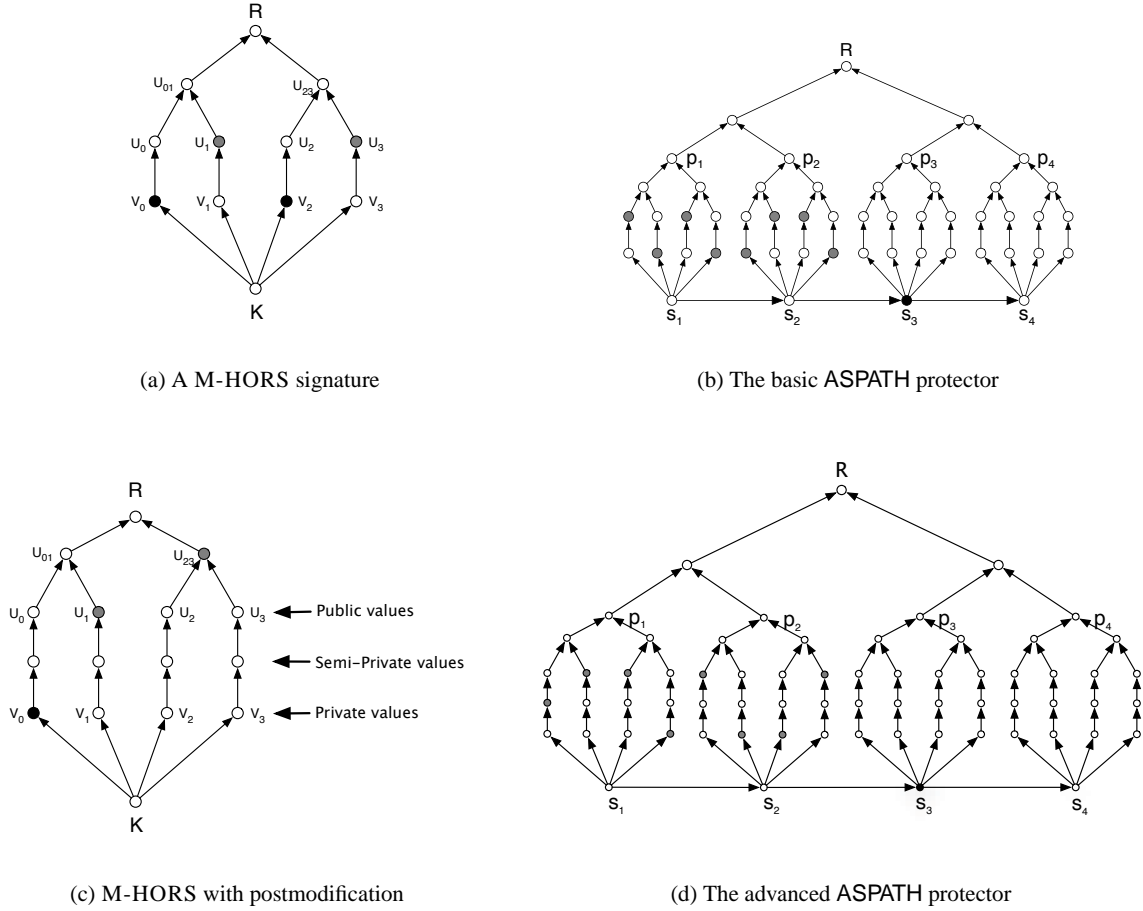 R
U01 U23
U0 U1 U2 U3
V0 V1 V2 V3
K
(a) A M-HORS signature
R
p1 p2 p3 p4
s1 s2 s3 s4
(b) The basic ASPATH protector
R
U01 U23
U0 U1 U2 U3 Public values
Semi-Private values
V0 V1 V2 V3 Private values
K
(c) M-HORS with postmodification
R
p1 p2 p3 p4
s1 s2 s3 s4
(d) The advanced ASPATH protector